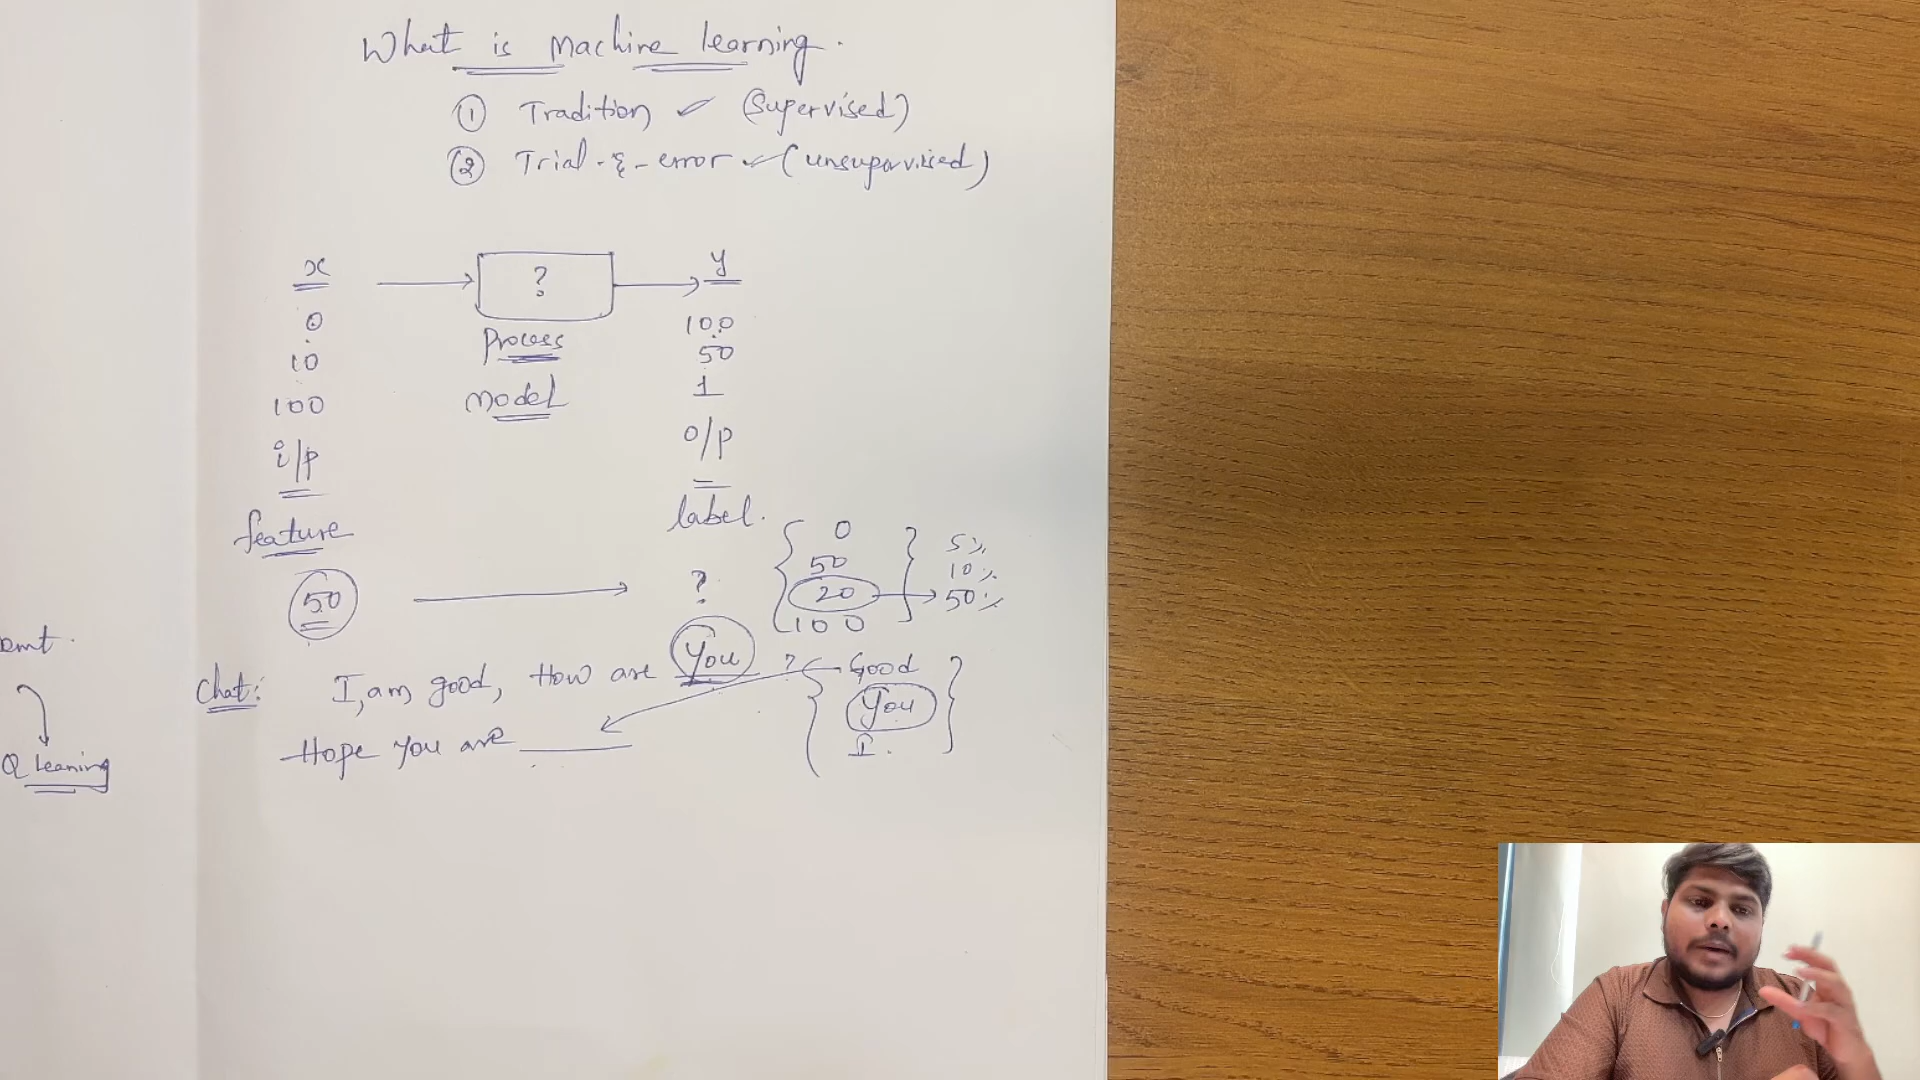 What is Machine learning.
① Tradition ✓ (Supervised)
② Trial-&-error ✓ (unsupervised)
x → ? → y
0 100
10 Process 50
100 Model 1
i/p o/p
feature label.
50 → ?
{ 0
50
20 → 50%
100 }
5%
10%
Chat: I, am good, How are You ?
{ Good
You
I. }
Hope You are ______
Q Leaning